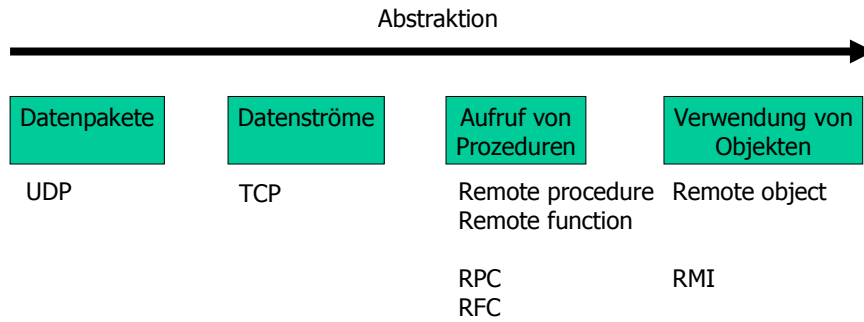 Abstraktion
Datenpakete
Datenströme
Aufruf von
Prozeduren
Verwendung von
Objekten
UDP
TCP
Remote procedure
Remote function
Remote object
RPC
RFC
RMI